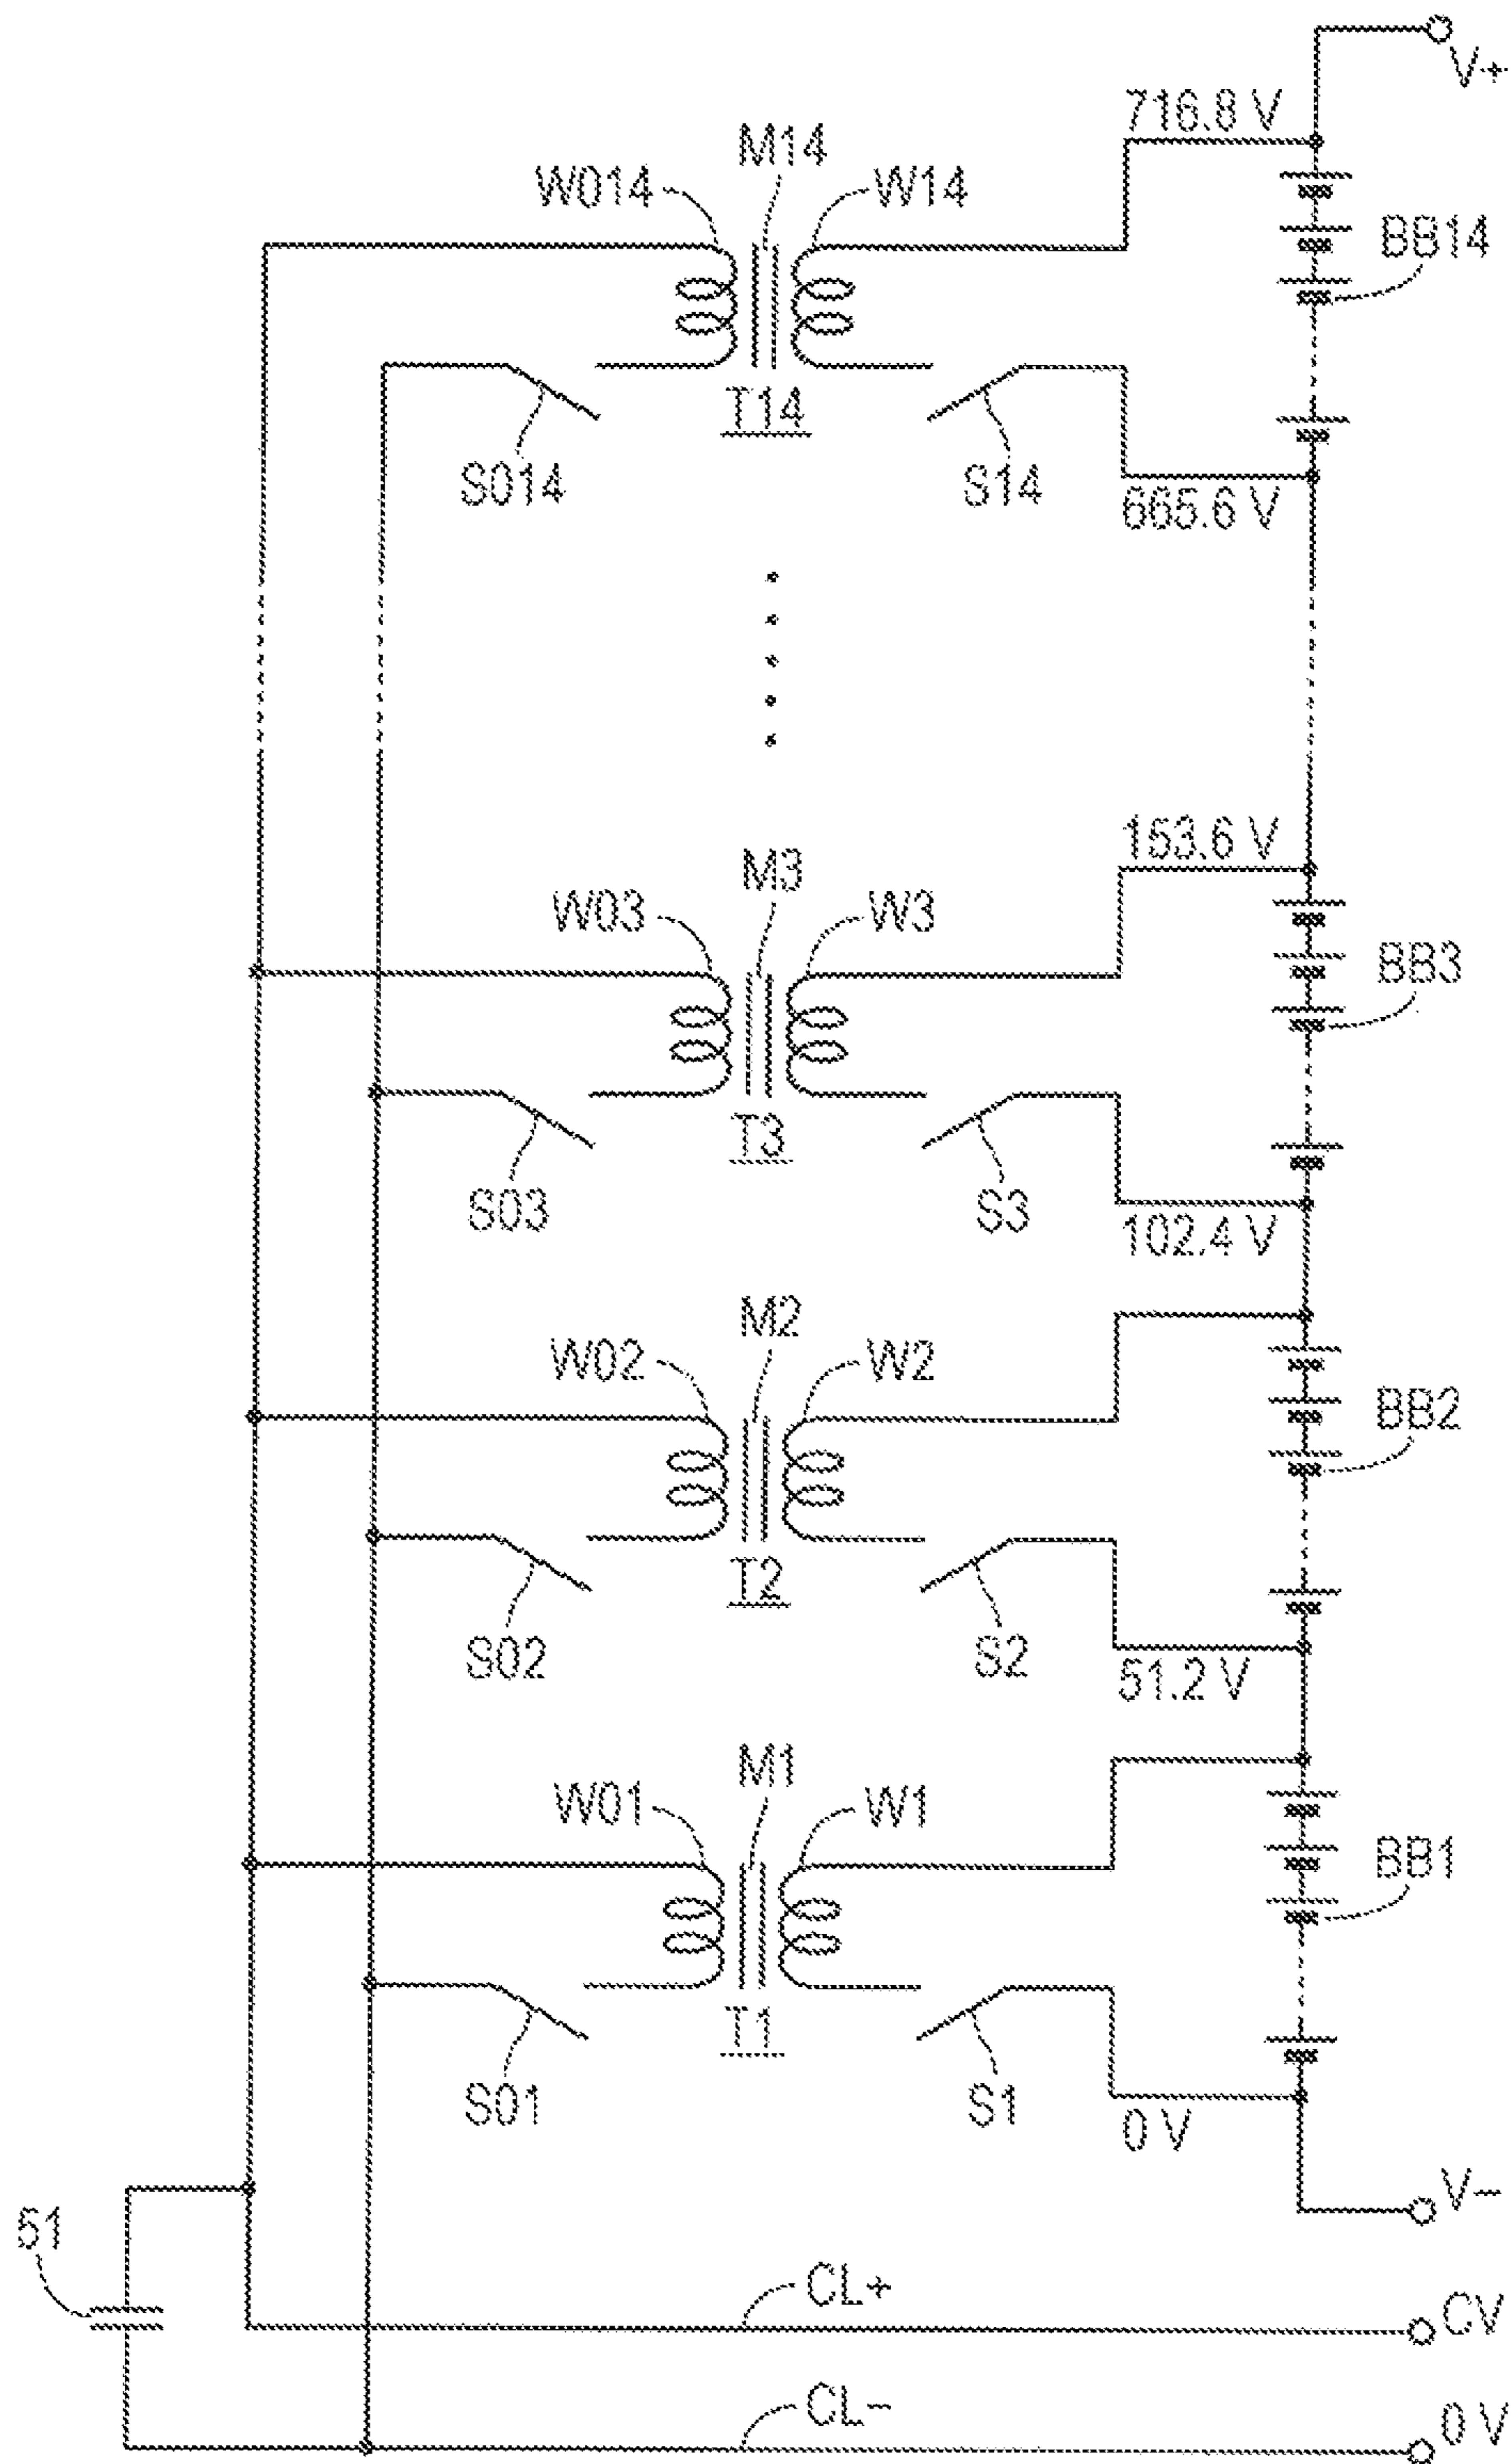 V+
716.8 V
M14
W014
W14
BB14
T14
S014
S14
665.6 V
153.6 V
M3
W03
W3
BB3
T3
S03
S3
102.4 V
M2
W02
W2
BB2
T2
S02
S2
51.2 V
M1
W01
W1
BB1
T1
S01
S1
0 V
V−
51
CL+
CV
CL−
0 V